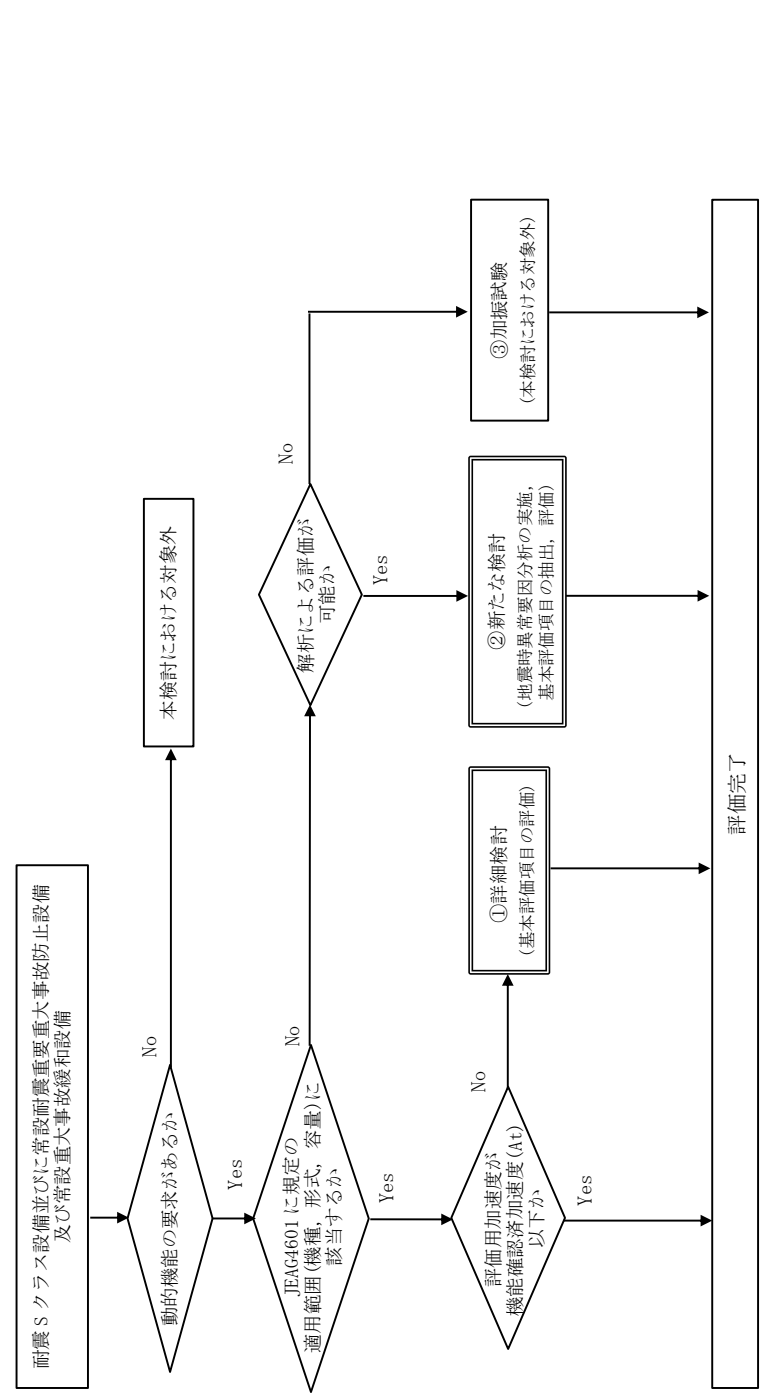 耐震Sクラス設備並びに常設耐震重要重大事故防止設備
及び常設重大事故緩和設備
動的機能の要求があるか
No
本検討における対象外
Yes
JEAG4601に規定の
適用範囲(機種, 形式, 容量)に
該当するか
No
解析による評価が
可能か
No
Yes
Yes
評価用加速度が
機能確認済加速度(At)
以下か
No
Yes
①詳細検討
(基本評価項目の評価)
②新たな検討
(地震時異常要因分析の実施,
基本評価項目の抽出, 評価)
③加振試験
(本検討における対象外)
評価完了